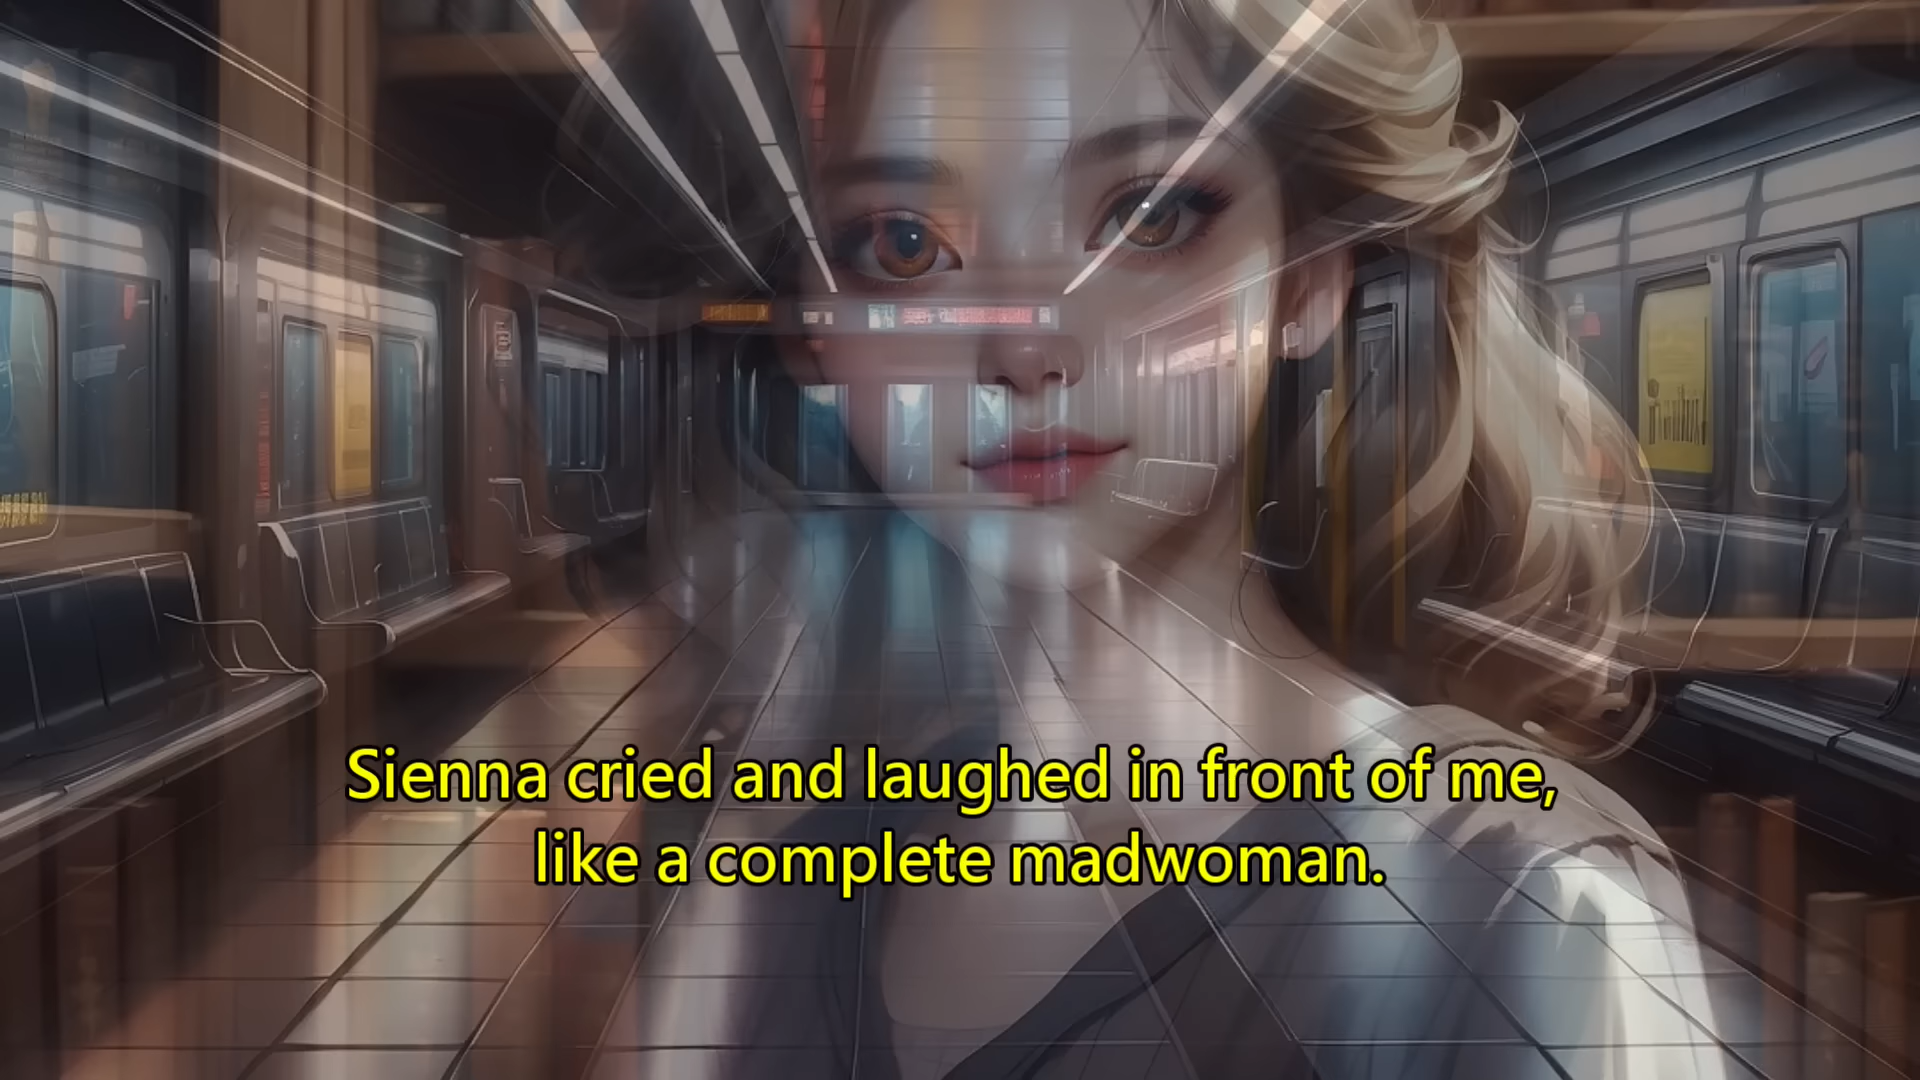 Sienna cried and laughed in front of me,
like a complete madwoman.